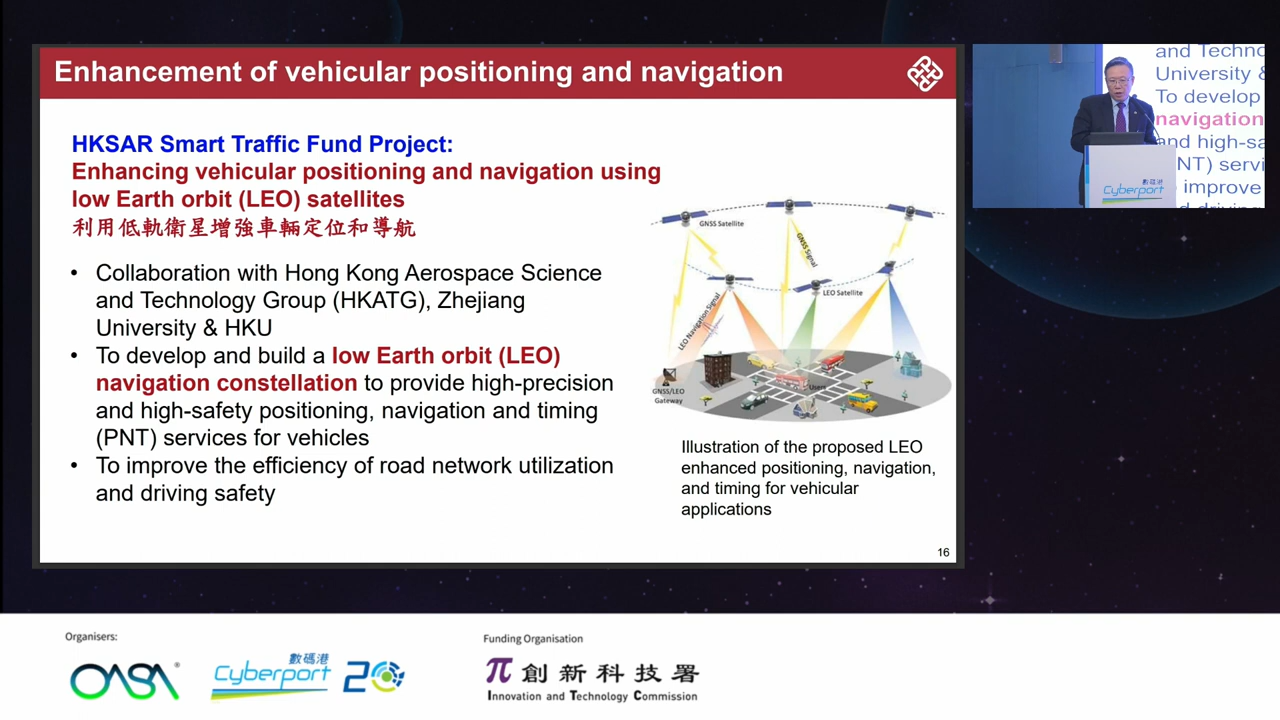 Enhancement of vehicular positioning and navigation
HKSAR Smart Traffic Fund Project:
Enhancing vehicular positioning and navigation using
low Earth orbit (LEO) satellites
利用低軌衛星增強車輛定位和導航
• Collaboration with Hong Kong Aerospace Science
and Technology Group (HKATG), Zhejiang
University & HKU
• To develop and build a low Earth orbit (LEO)
navigation constellation to provide high-precision
and high-safety positioning, navigation and timing
(PNT) services for vehicles
• To improve the efficiency of road network utilization
and driving safety
GNSS Satellite
GNSS Signal
LEO Satellite
LEO Navigation Signal
Users
GNSS/LEO
Gateway
Illustration of the proposed LEO
enhanced positioning, navigation,
and timing for vehicular
applications
16
and Techno
University &
To develop
navigation
and high-sa
NT) servi
improve
數碼港
Cyberport
Organisers:
OASA®
數碼港
Cyberport 20
Funding Organisation
創新科技署
Innovation and Technology Commission